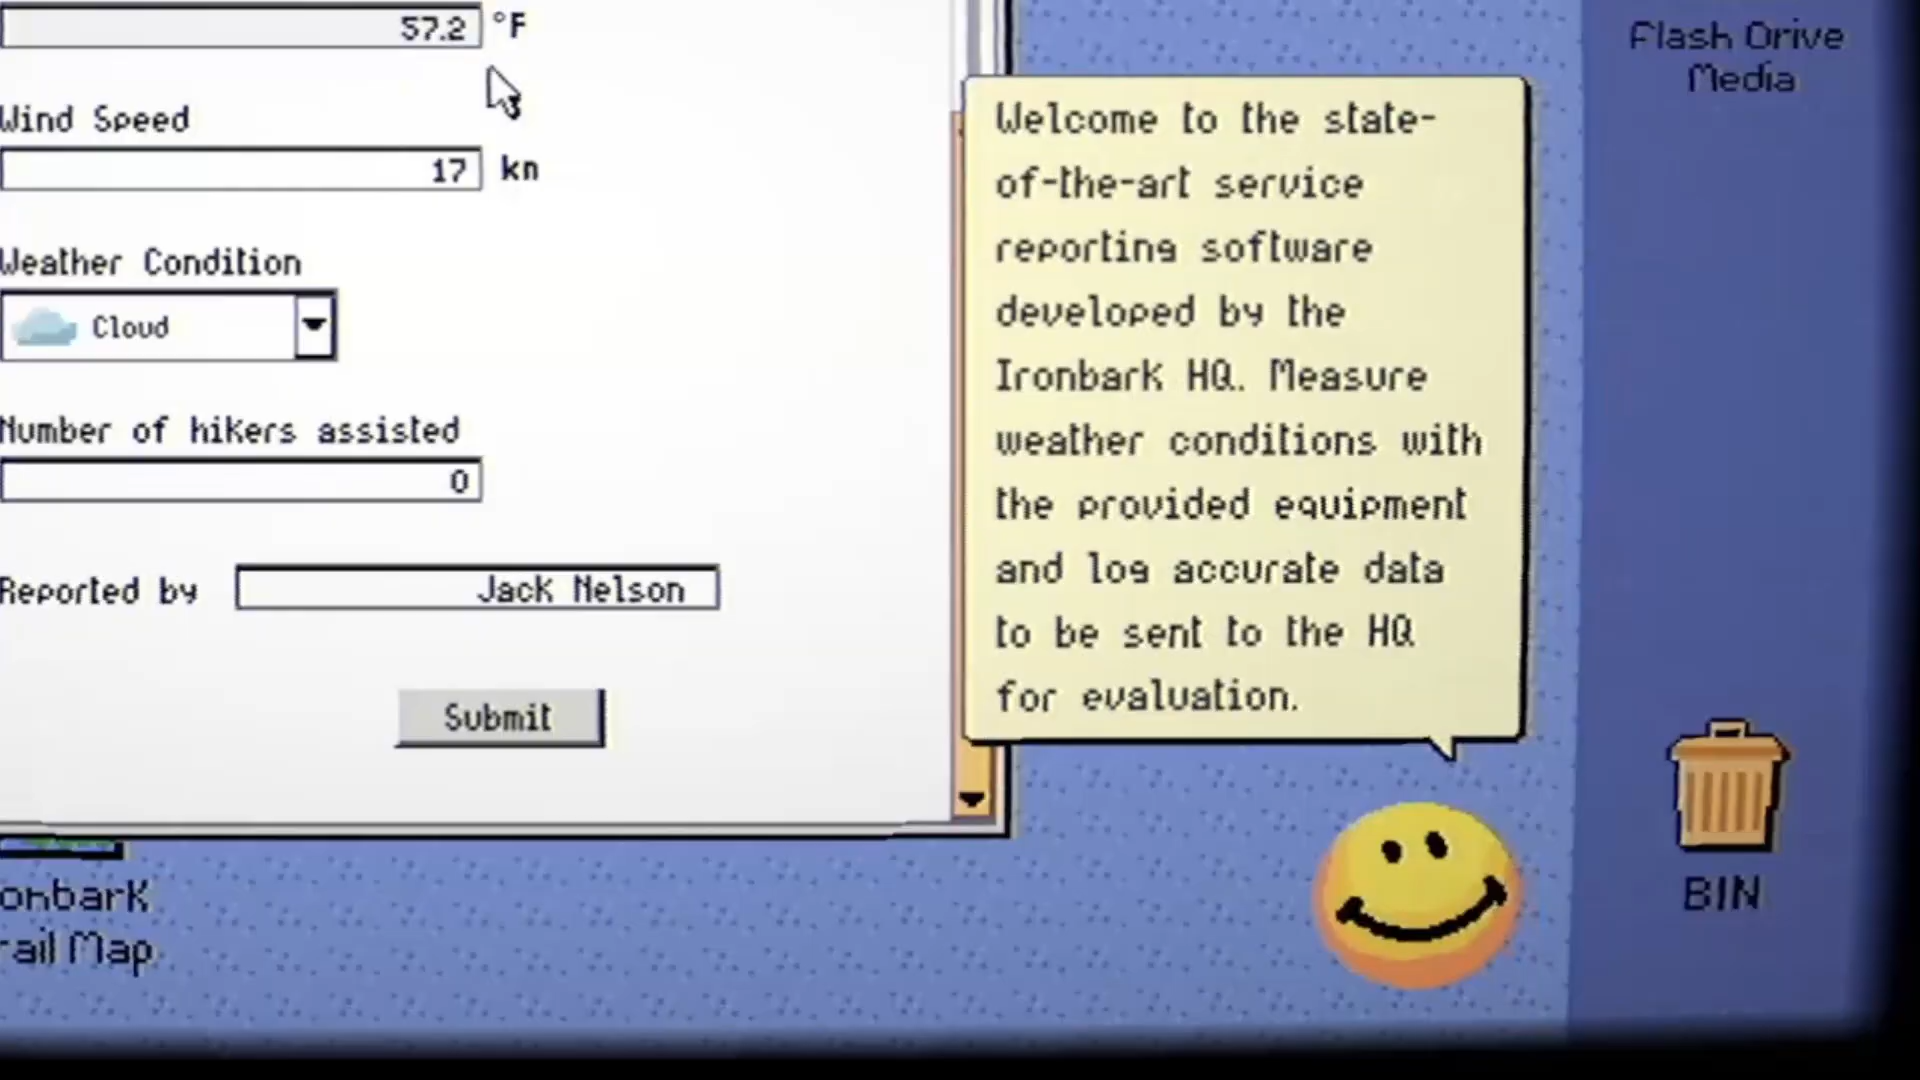 57.2 °F
Wind Speed
17 kn
Weather Condition
Cloud
Number of hikers assisted
0
Reported by Jack Nelson
Submit
Welcome to the state-
of-the-art service
reporting software
developed by the
Ironbark HQ. Measure
weather conditions with
the provided equipment
and log accurate data
to be sent to the HQ
for evaluation.
Flash Drive
Media
BIN
onbark
rail Map